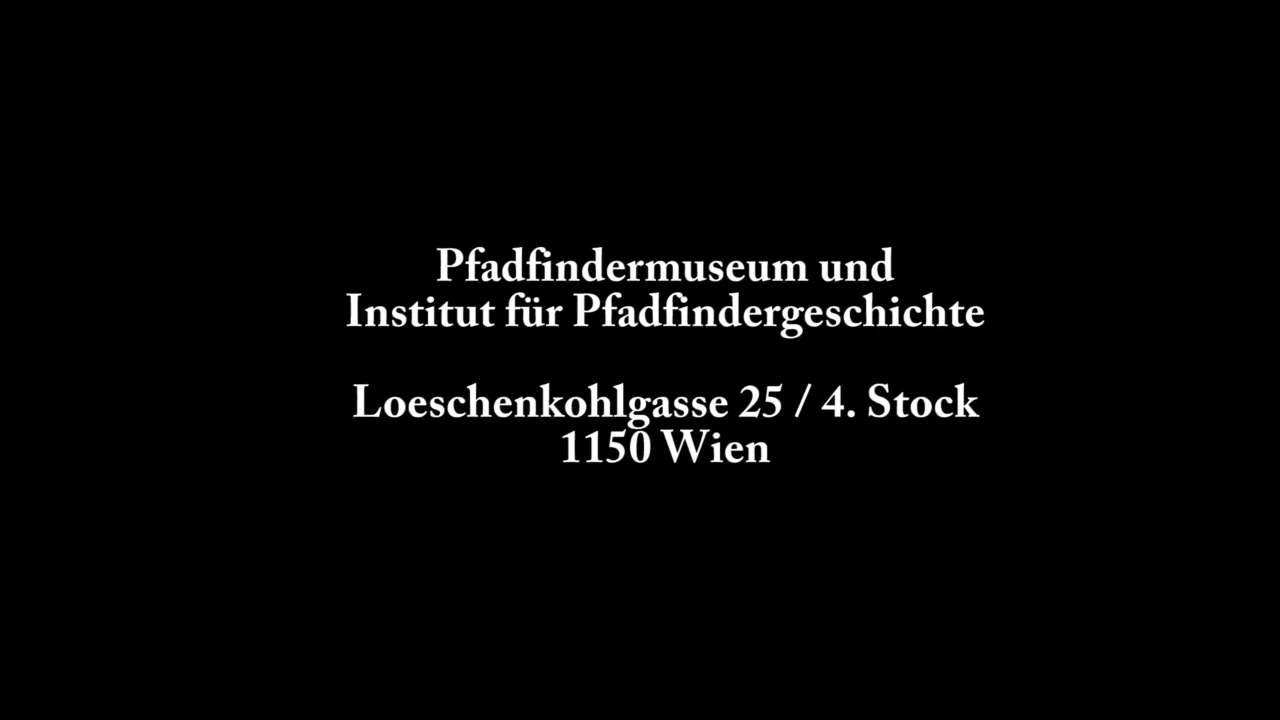 Pfadfindermuseum und
Institut für Pfadfindergeschichte
Loeschenkohlgasse 25 / 4. Stock
1150 Wien